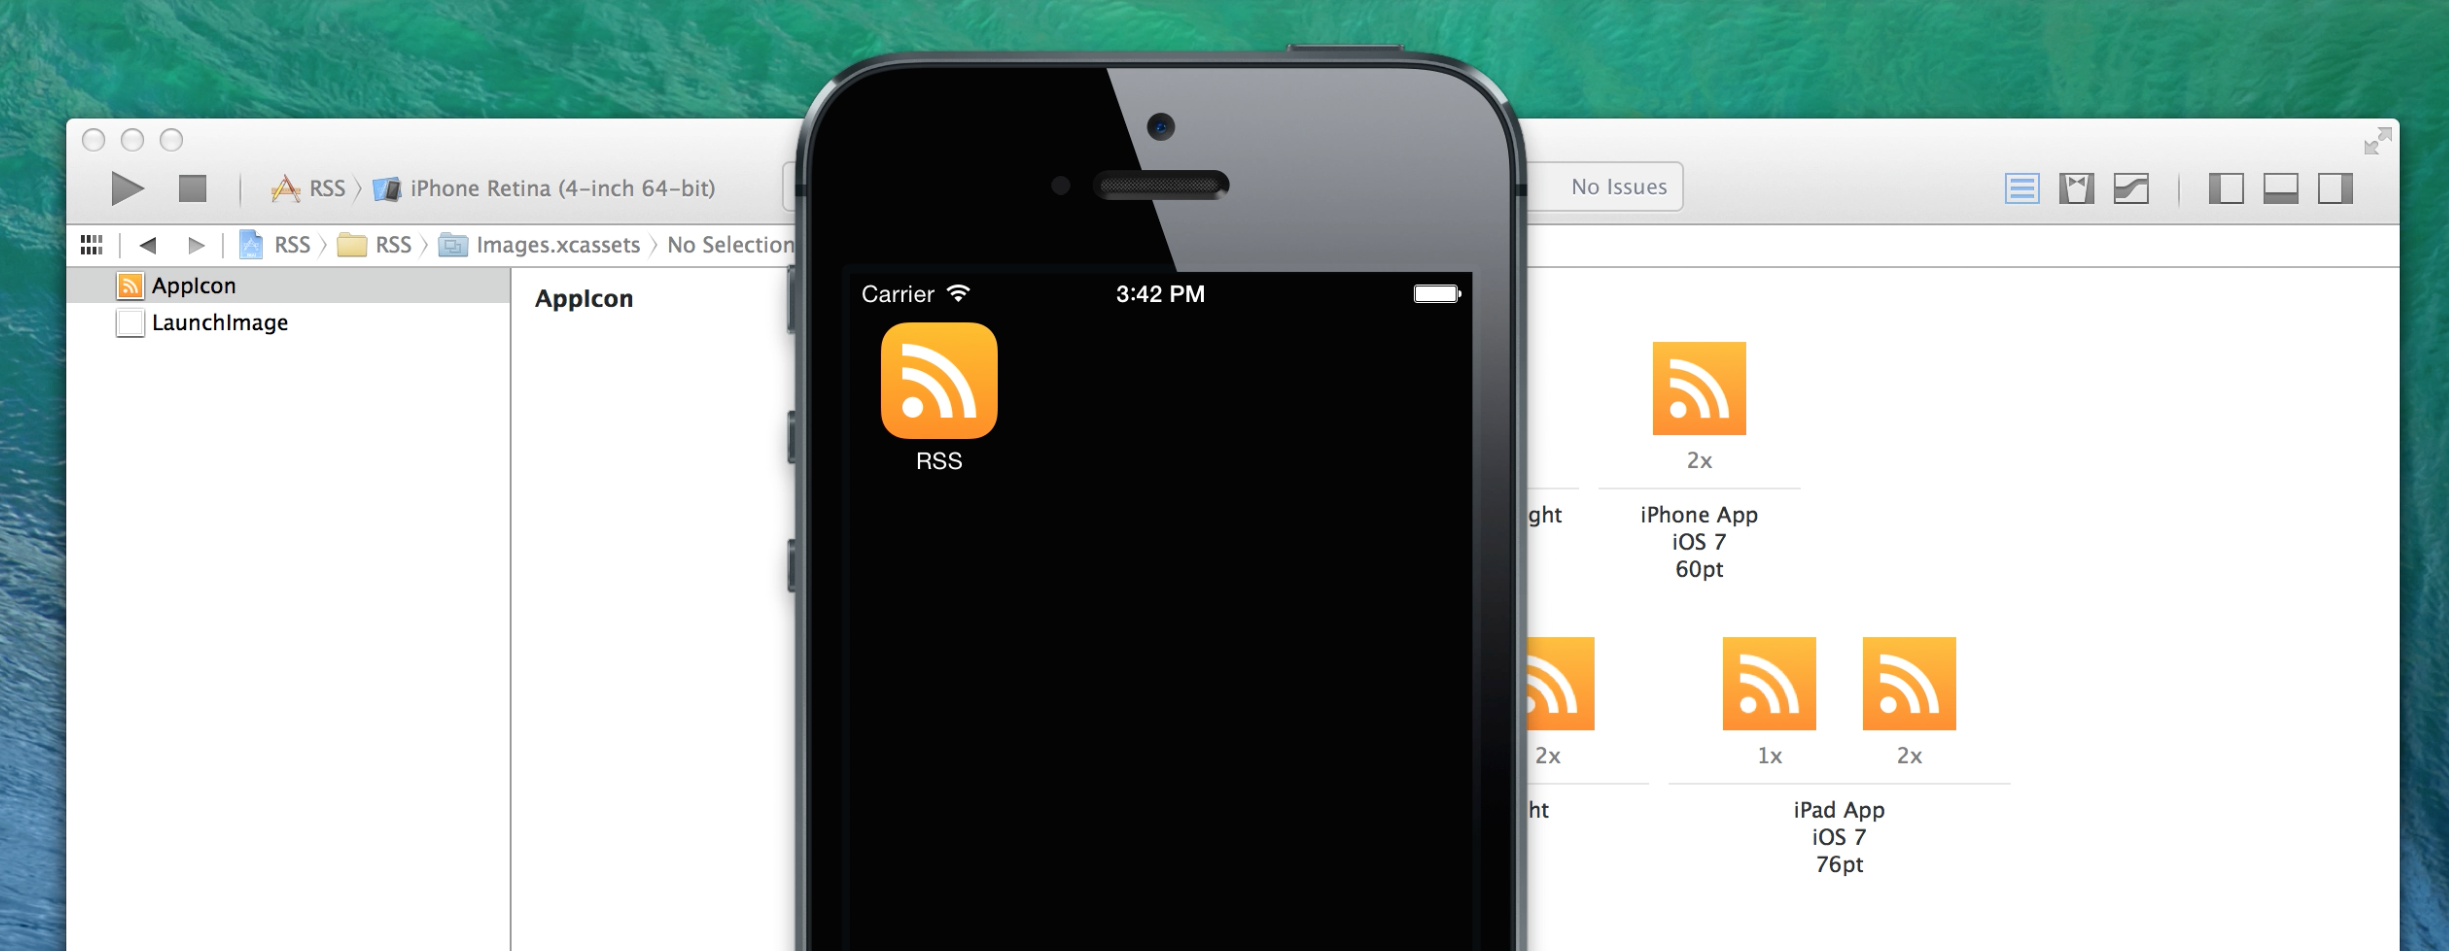 RSS
iPhone Retina (4-inch 64-bit)
No Issues
RSS
RSS
Images.xcassets
No Selection
AppIcon
LaunchImage
AppIcon
Carrier
3:42 PM
RSS
2x
ght
iPhone App
iOS 7
60pt
2x
1x
2x
ht
iPad App
iOS 7
76pt